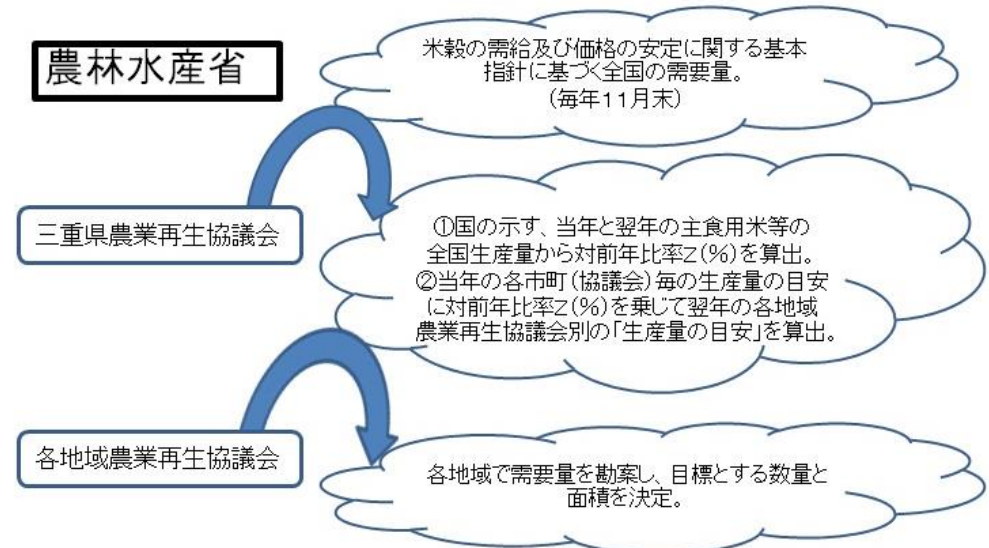 農林水産省
米穀の需給及び価格の安定に関する基本
指針に基づく全国の需要量。
(毎年11月末)
三重県農業再生協議会
①国の示す、当年と翌年の主食用米等の
全国生産量から対前年比率Z(%)を算出。
②当年の各市町(協議会)毎の生産量の目安
に対前年比率Z(%)を乗じて翌年の各地域
農業再生協議会別の「生産量の目安」を算出。
各地域農業再生協議会
各地域で需要量を勘案し、目標とする数量と
面積を決定。